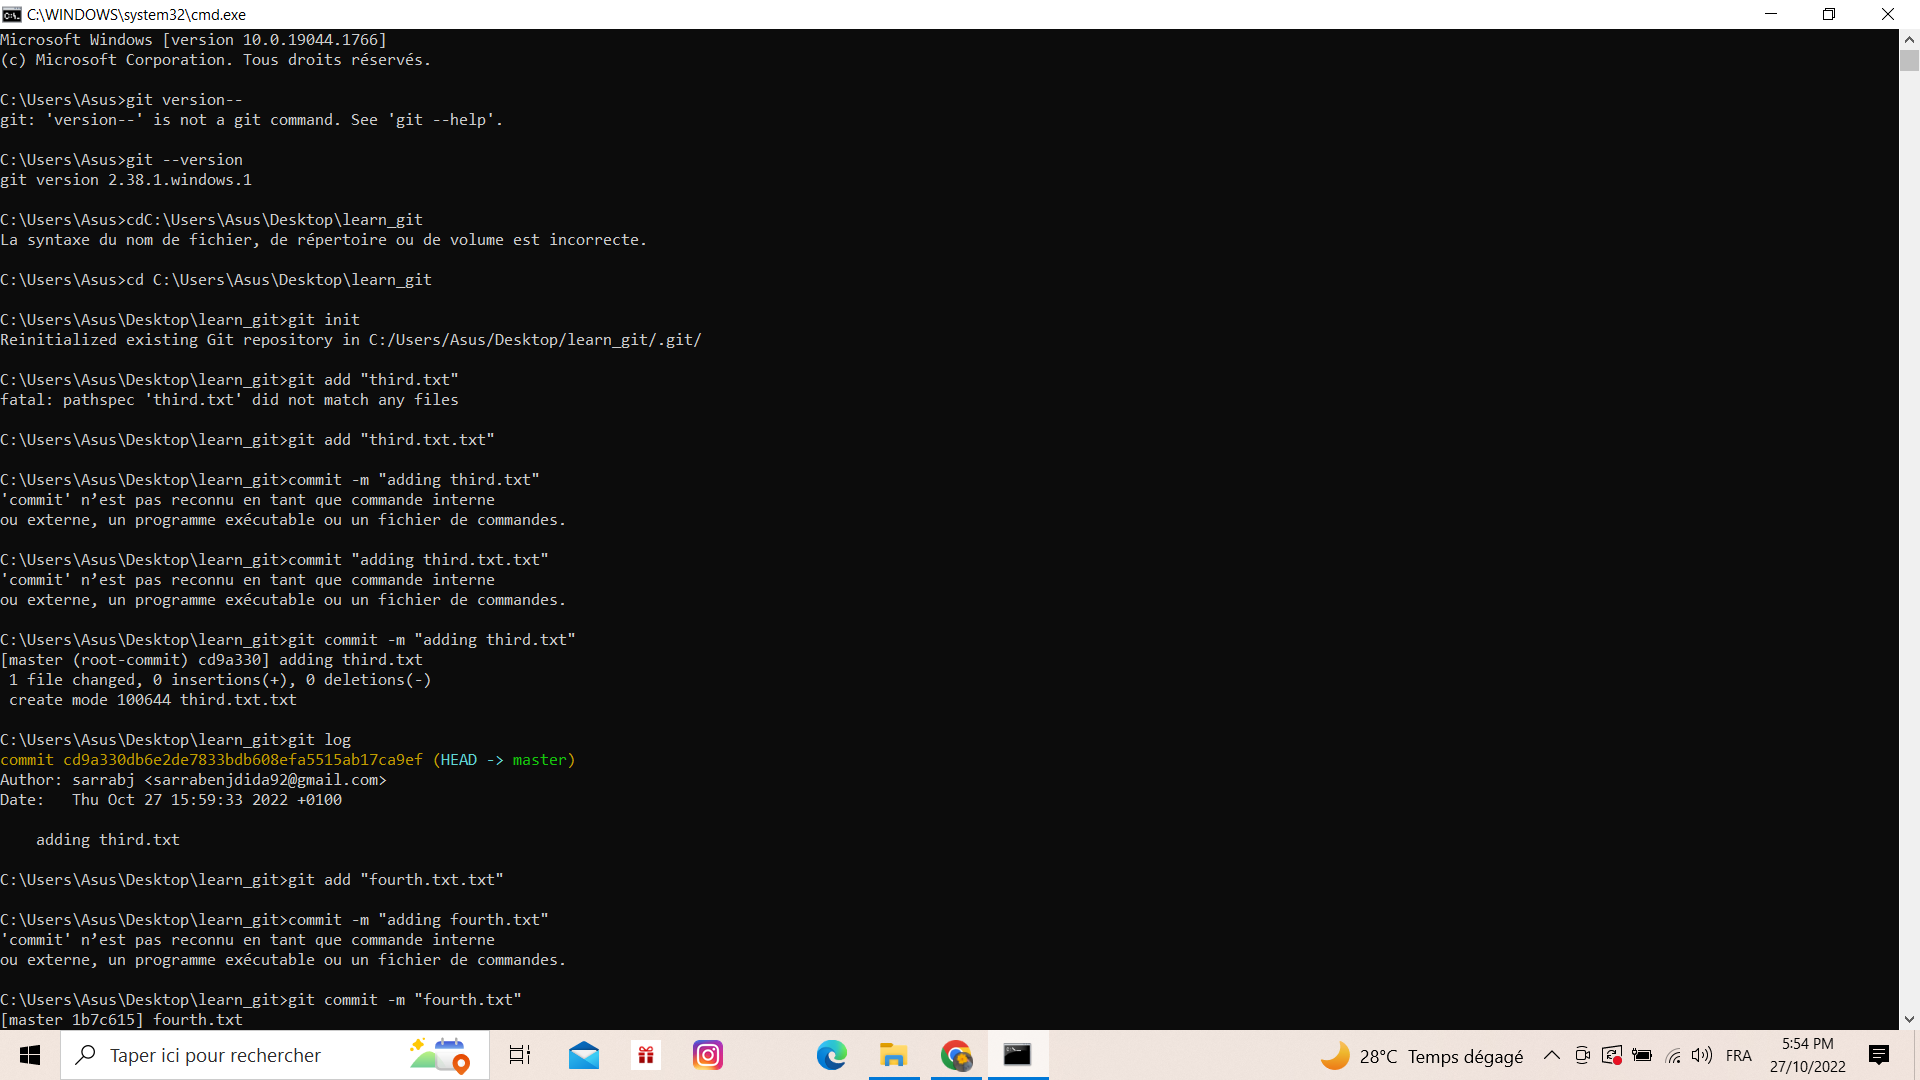 C:\WINDOWS\system32\cmd.exe
Microsoft Windows [version 10.0.19044.1766]
(c) Microsoft Corporation. Tous droits réservés.
C:\Users\Asus>git version--
git: 'version--' is not a git command. See 'git --help'.
C:\Users\Asus>git --version
git version 2.38.1.windows.1
C:\Users\Asus>cdC:\Users\Asus\Desktop\learn_git
La syntaxe du nom de fichier, de répertoire ou de volume est incorrecte.
C:\Users\Asus>cd C:\Users\Asus\Desktop\learn_git
C:\Users\Asus\Desktop\learn_git>git init
Reinitialized existing Git repository in C:/Users/Asus/Desktop/learn_git/.git/
C:\Users\Asus\Desktop\learn_git>git add "third.txt"
fatal: pathspec 'third.txt' did not match any files
C:\Users\Asus\Desktop\learn_git>git add "third.txt.txt"
C:\Users\Asus\Desktop\learn_git>commit -m "adding third.txt"
'commit' n’est pas reconnu en tant que commande interne
ou externe, un programme exécutable ou un fichier de commandes.
C:\Users\Asus\Desktop\learn_git>commit "adding third.txt.txt"
'commit' n’est pas reconnu en tant que commande interne
ou externe, un programme exécutable ou un fichier de commandes.
C:\Users\Asus\Desktop\learn_git>git commit -m "adding third.txt"
[master (root-commit) cd9a330] adding third.txt
 1 file changed, 0 insertions(+), 0 deletions(-)
 create mode 100644 third.txt.txt
C:\Users\Asus\Desktop\learn_git>git log
commit cd9a330db6e2de7833bdb608efa5515ab17ca9ef (HEAD -> master)
Author: sarrabj <sarrabenjdida92@gmail.com>
Date:   Thu Oct 27 15:59:33 2022 +0100
    adding third.txt
C:\Users\Asus\Desktop\learn_git>git add "fourth.txt.txt"
C:\Users\Asus\Desktop\learn_git>commit -m "adding fourth.txt"
'commit' n’est pas reconnu en tant que commande interne
ou externe, un programme exécutable ou un fichier de commandes.
C:\Users\Asus\Desktop\learn_git>git commit -m "fourth.txt"
[master 1b7c615] fourth.txt
Taper ici pour rechercher
28°C Temps dégagé
FRA
5:54 PM
27/10/2022